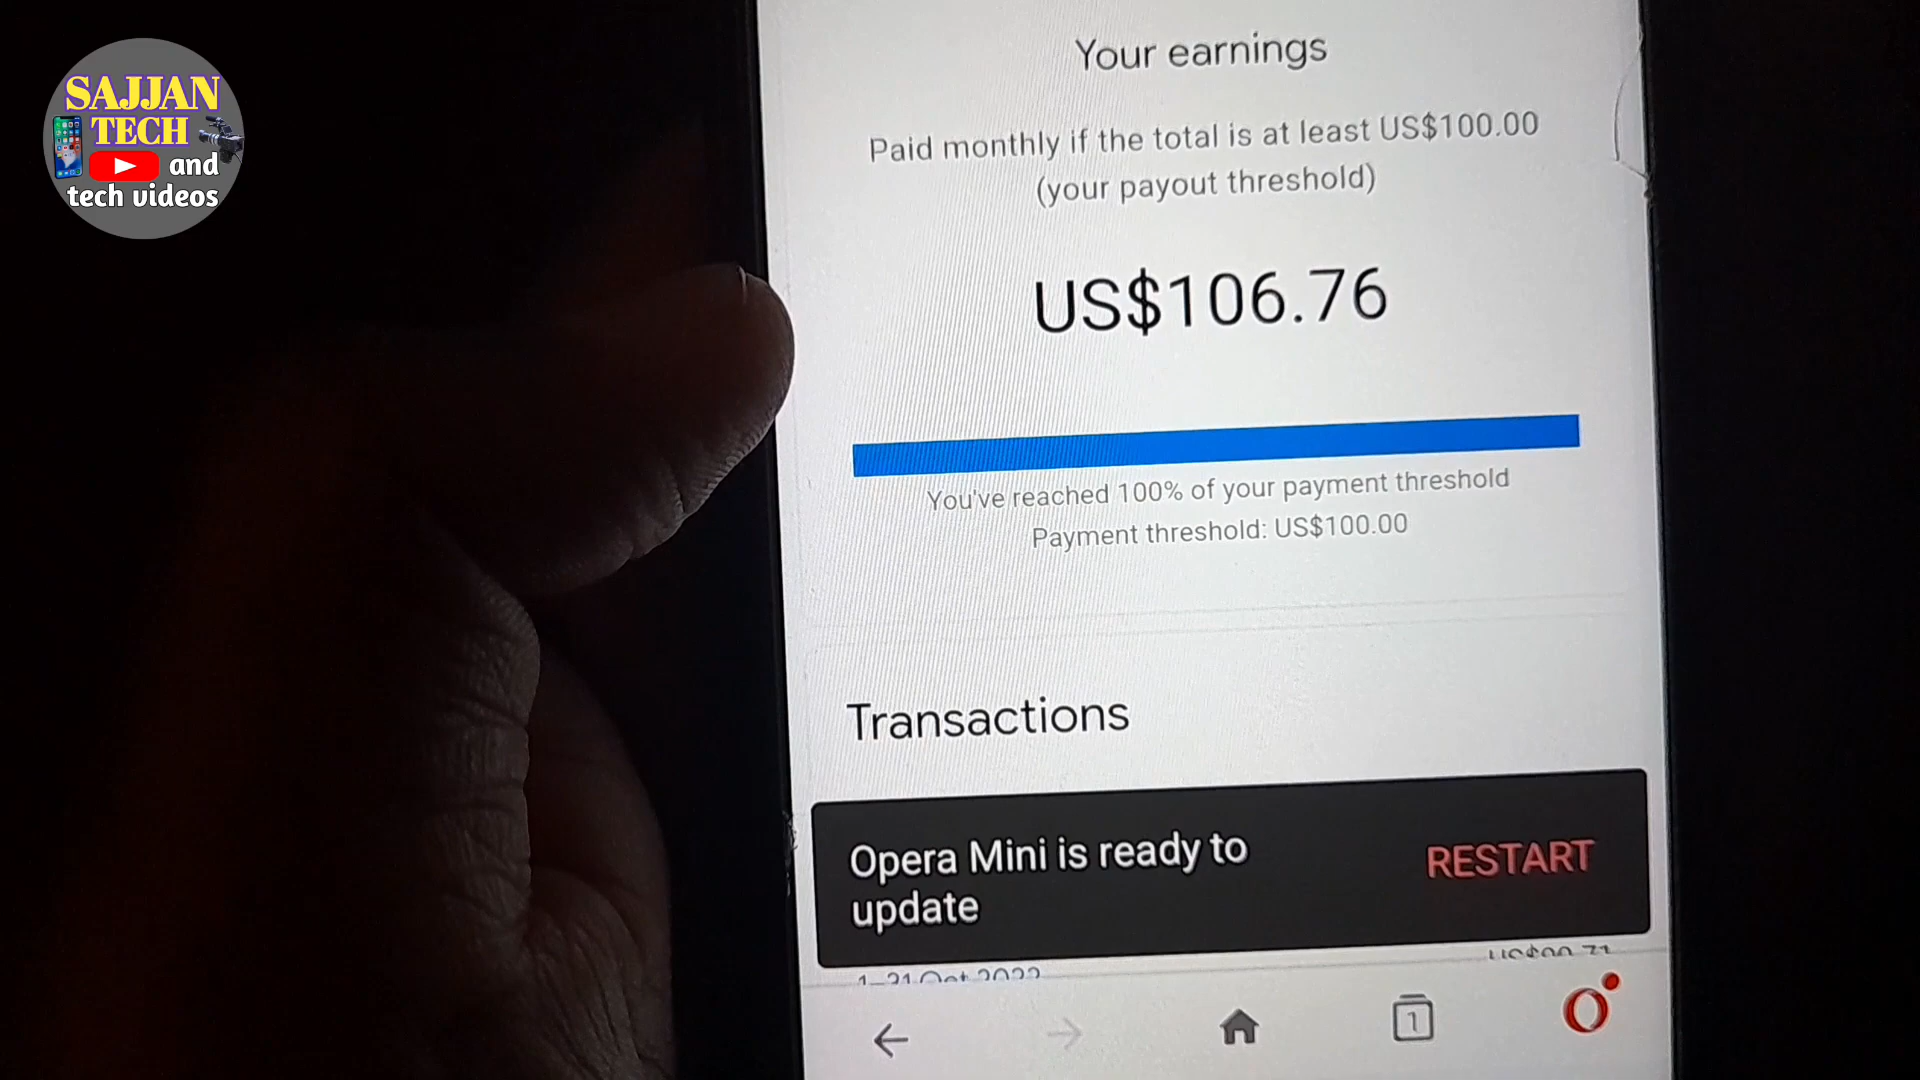 SAJJAN
TECH
and
tech videos
Your earnings
Paid monthly if the total is at least US$100.00
(your payout threshold)
US$106.76
You've reached 100% of your payment threshold
Payment threshold: US$100.00
Transactions
Opera Mini is ready to
update
RESTART
1